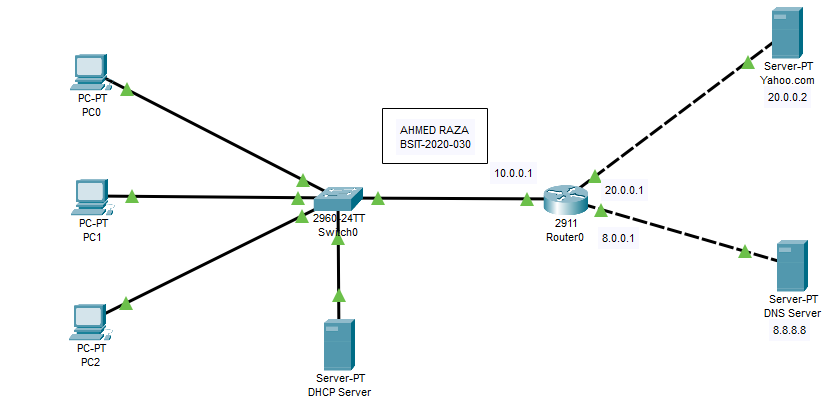 Server-PT
Yahoo.com
20.0.0.2
PC-PT
PC0
AHMED RAZA
BSIT-2020-030
10.0.0.1
20.0.0.1
PC-PT
PC1
2960-24TT
Switch0
2911
Router0
8.0.0.1
Server-PT
DNS Server
8.8.8.8
PC-PT
PC2
Server-PT
DHCP Server